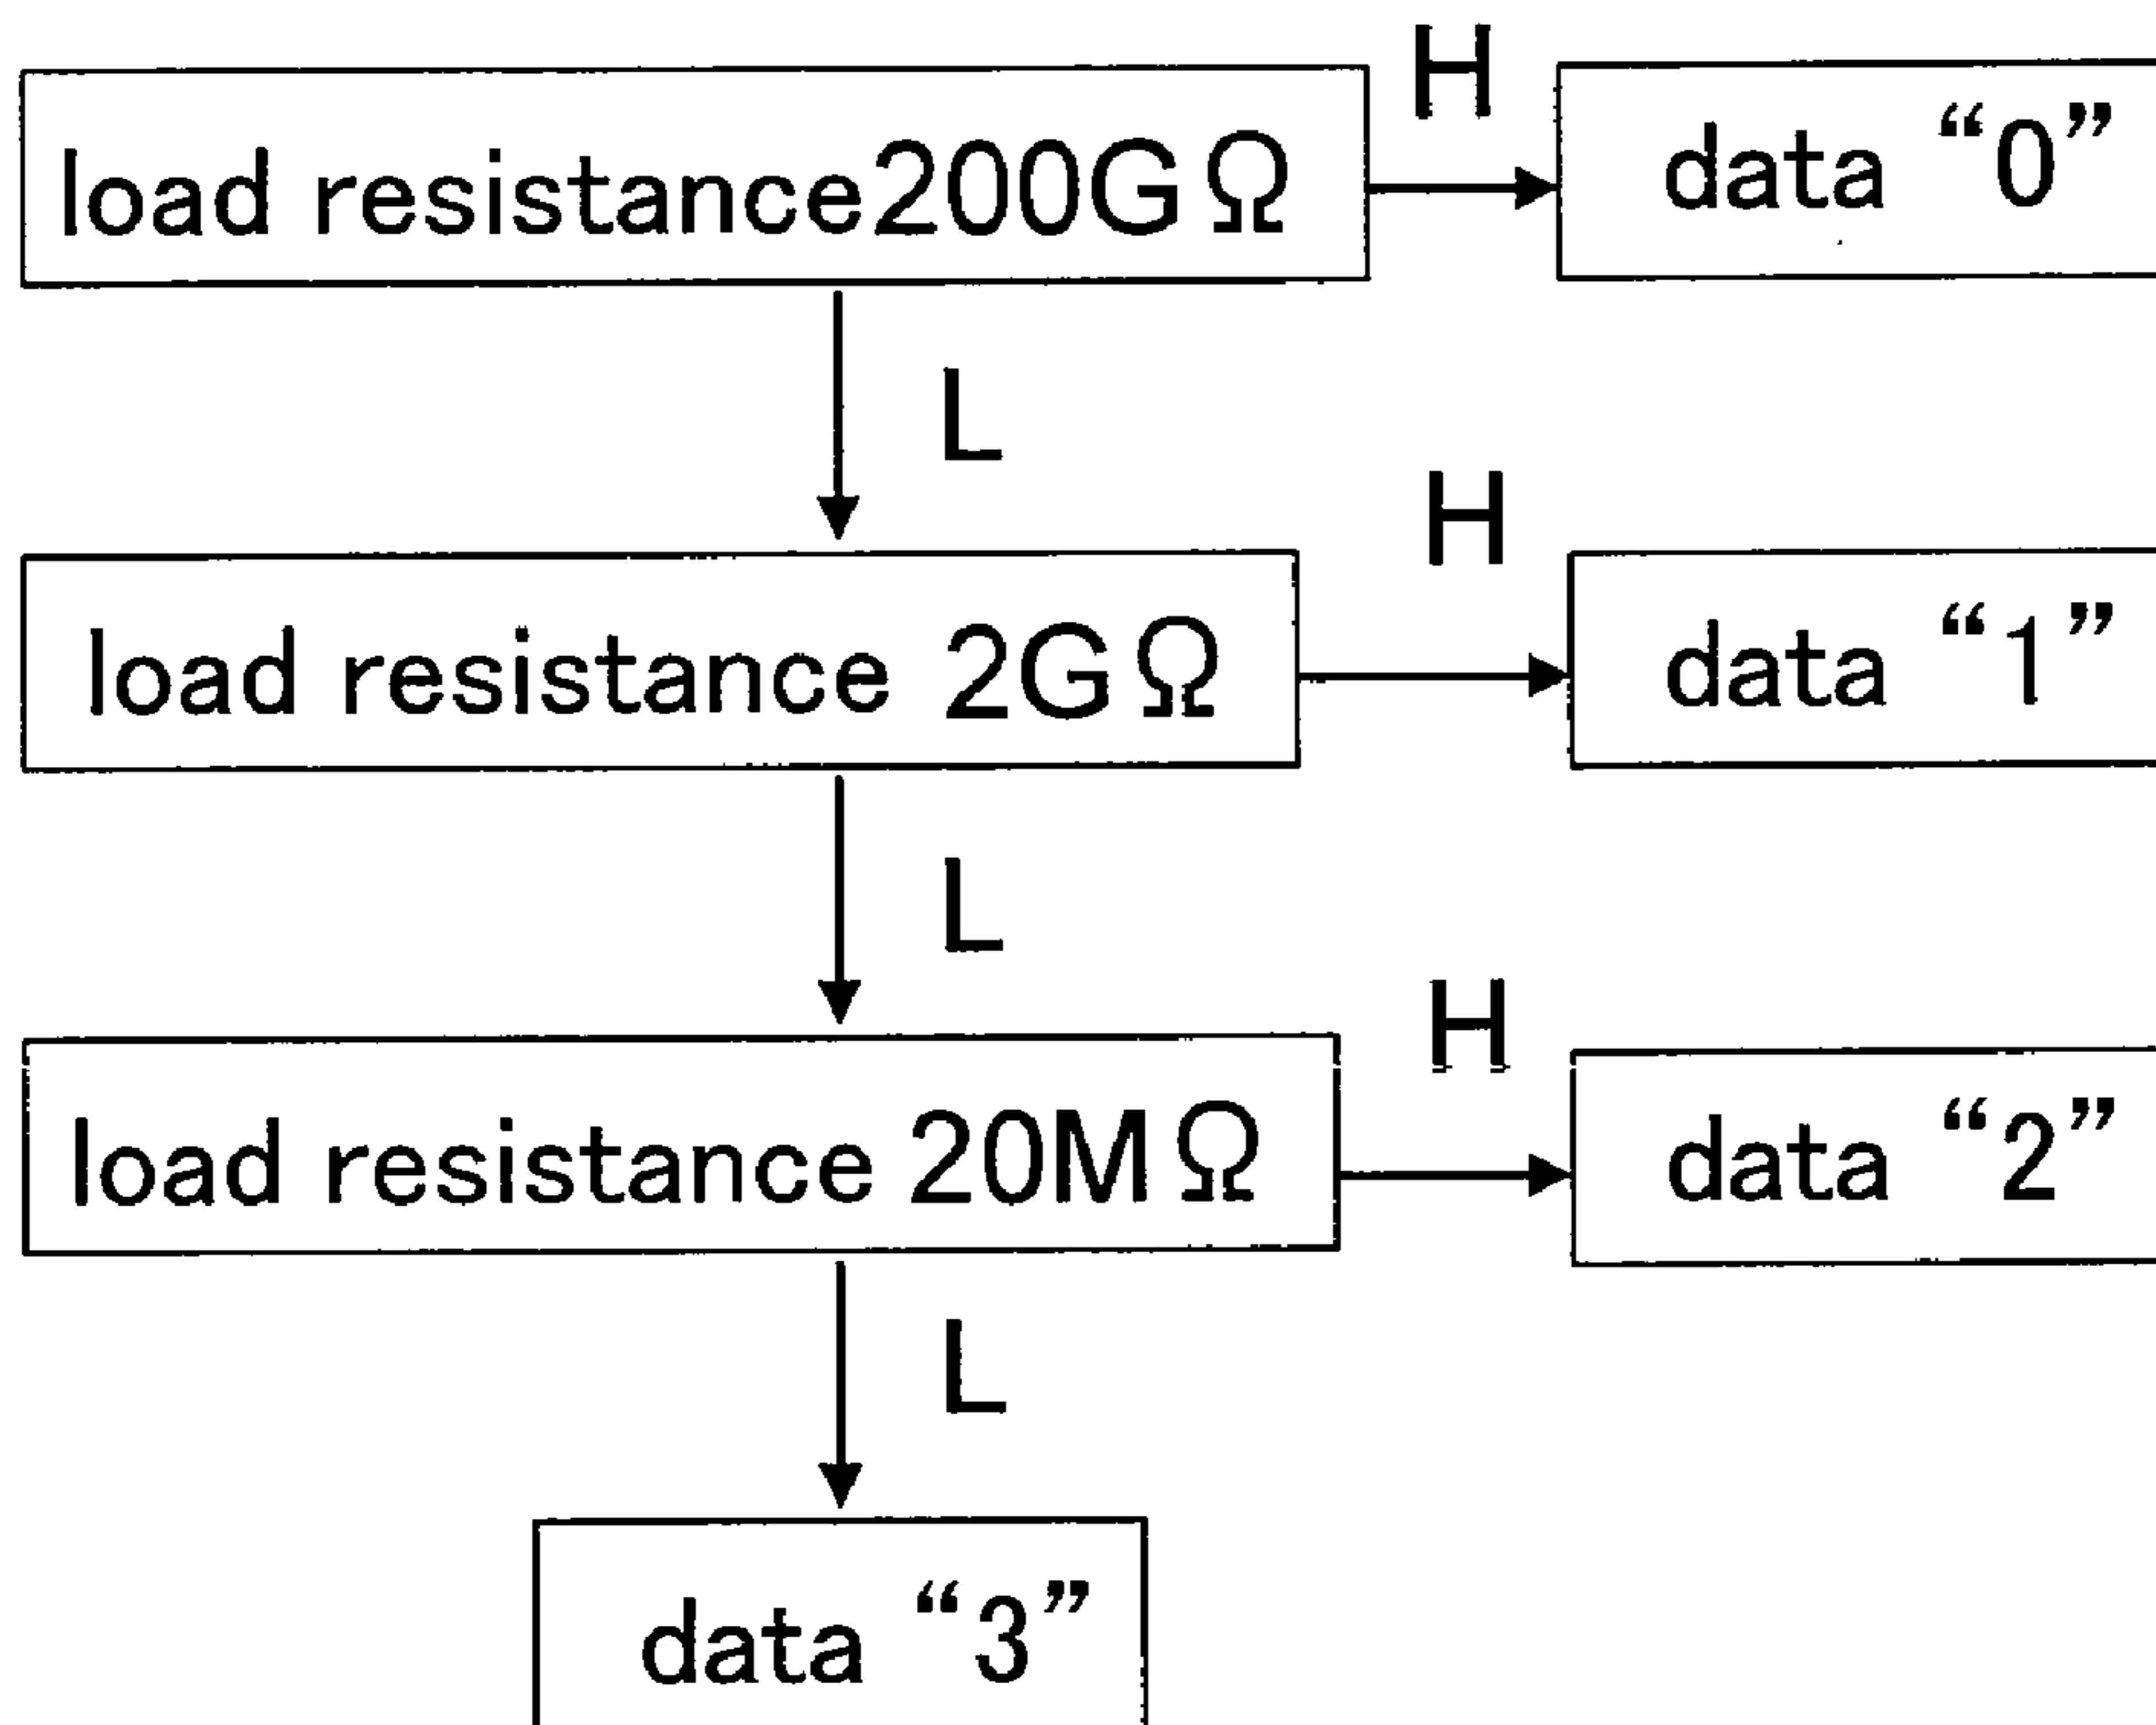 H
load resistance200GΩ data “0”
L
H
load resistance 2GΩ data “1”
L
H
load resistance 20MΩ data “2”
L
data “3”